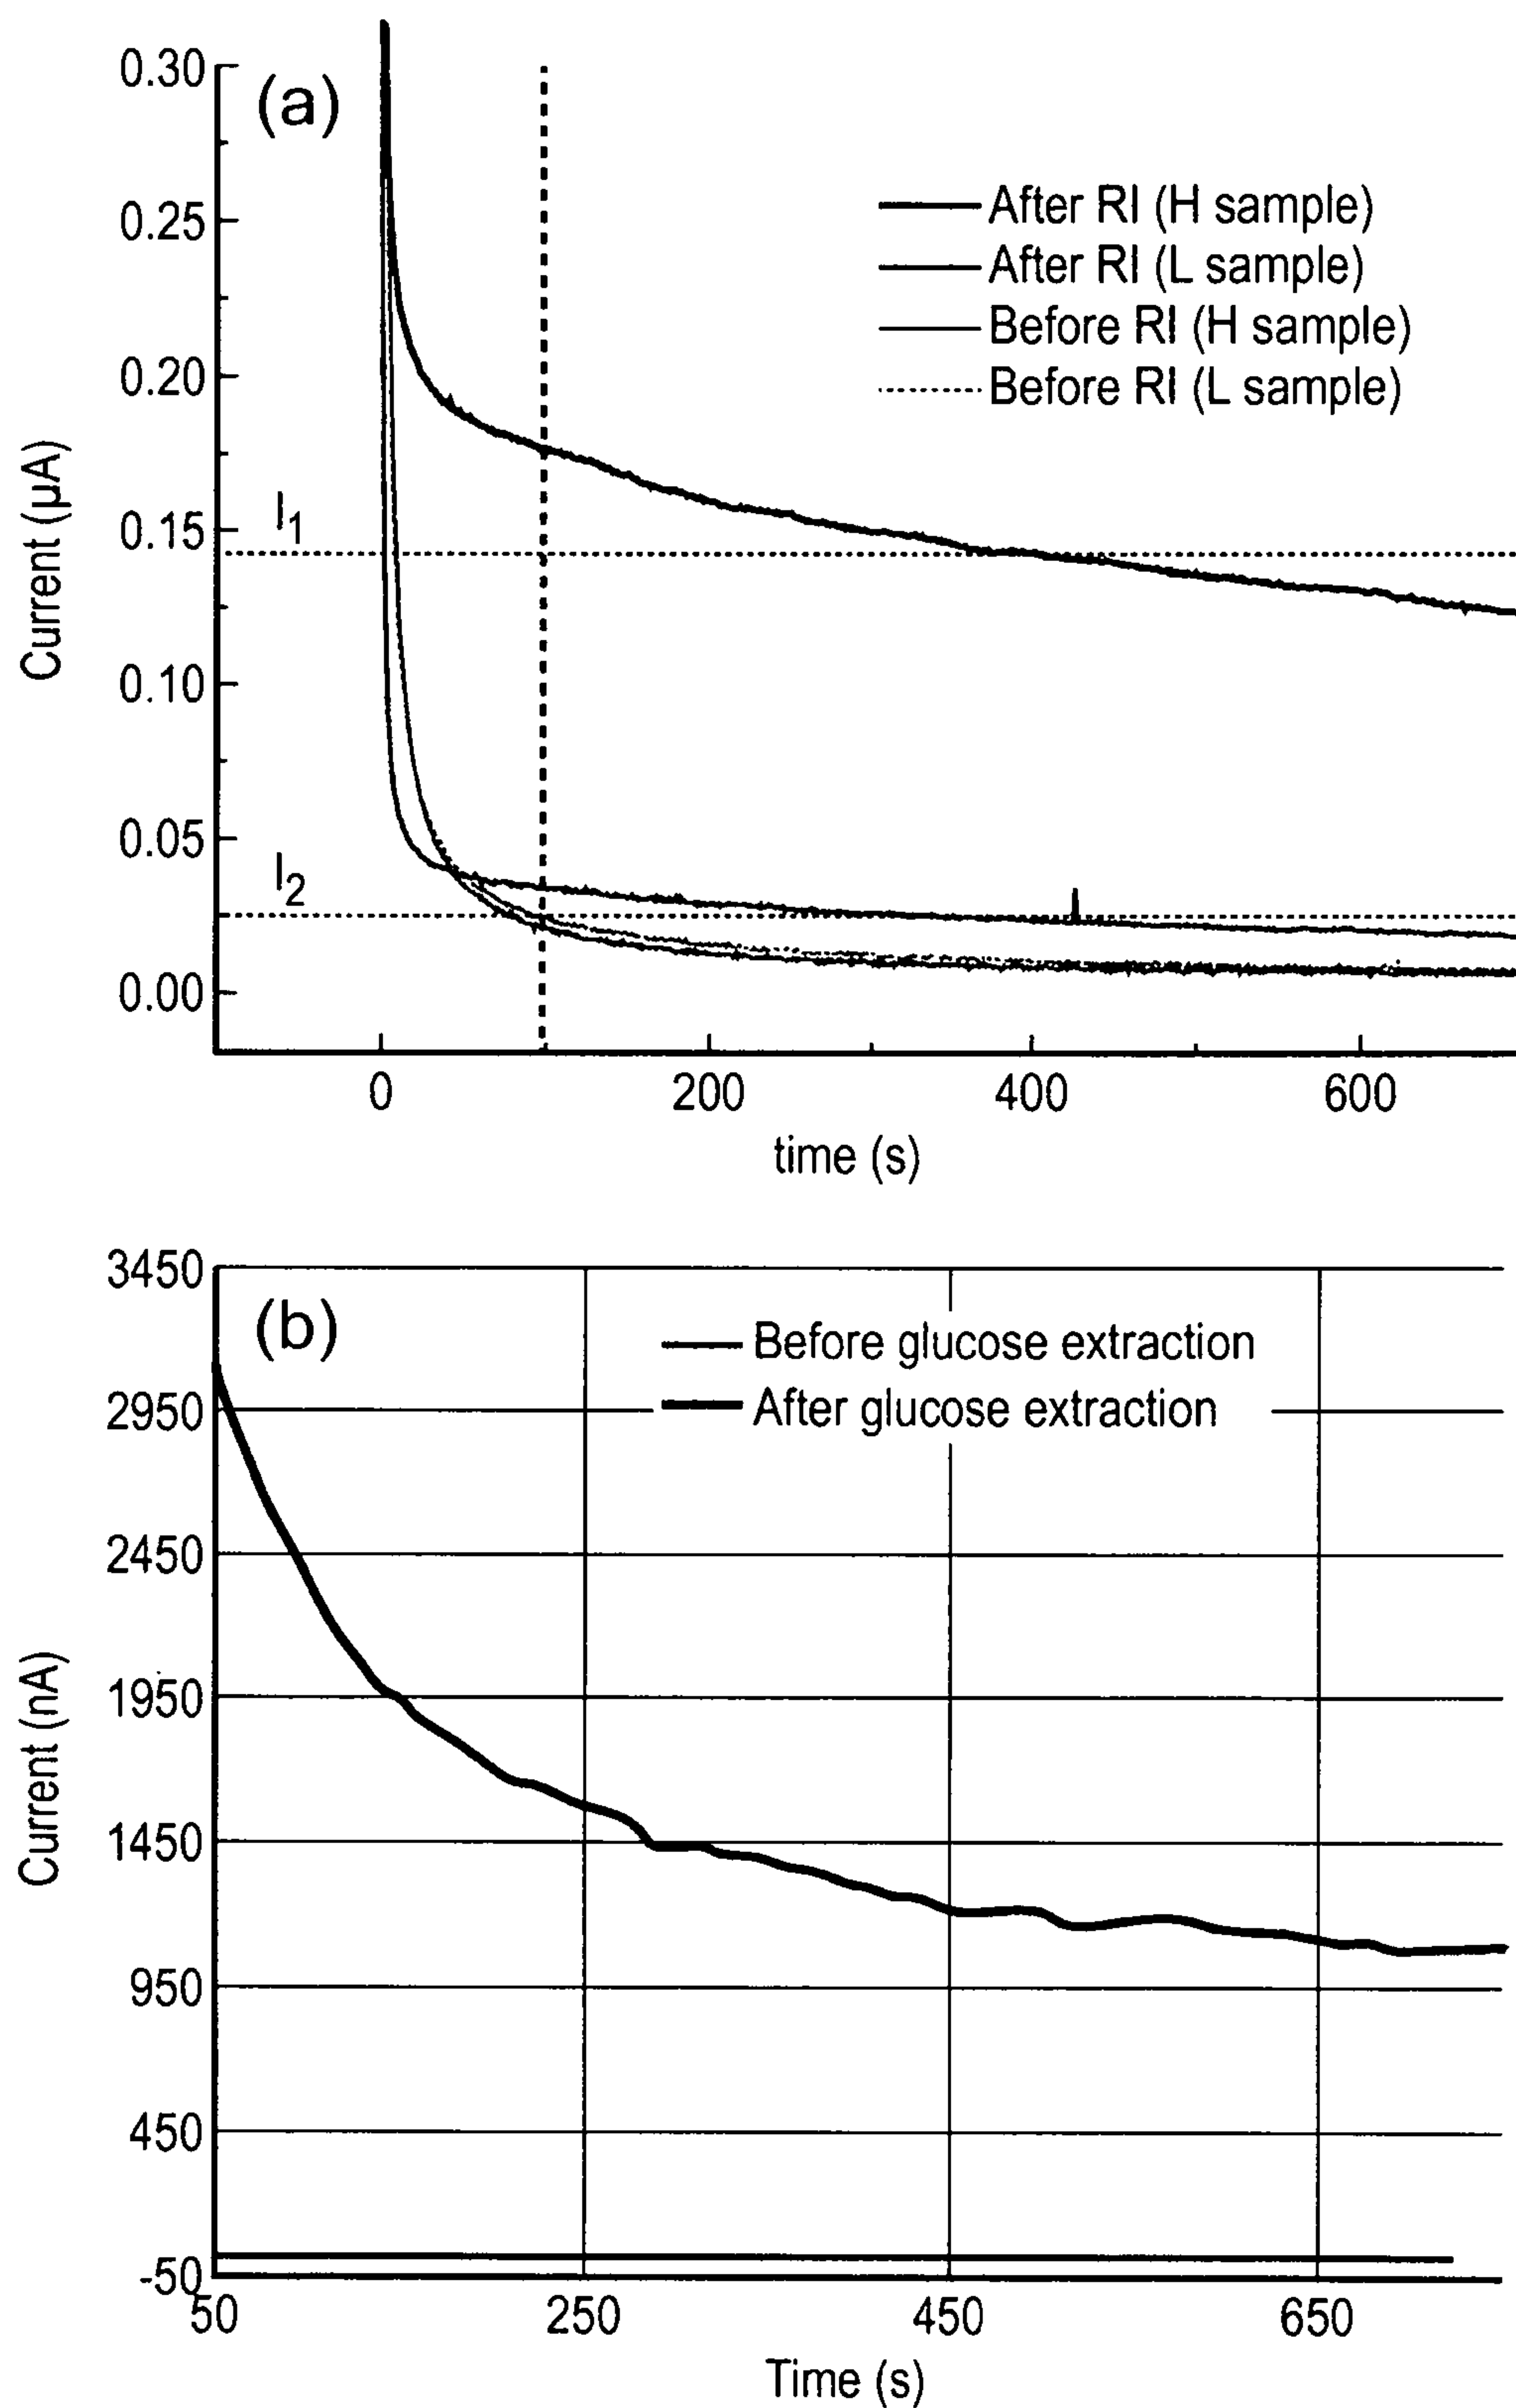 (a)
0.30
0.25
0.20
0.15
0.10
0.05
0.00
Current (μA)
After RI (H sample)
After RI (L sample)
Before RI (H sample)
Before RI (L sample)
I1
I2
0 200 400 600
time (s)
(b)
3450
2950
2450
1950
1450
950
450
-50
Current (nA)
Before glucose extraction
After glucose extraction
50 250 450 650
Time (s)